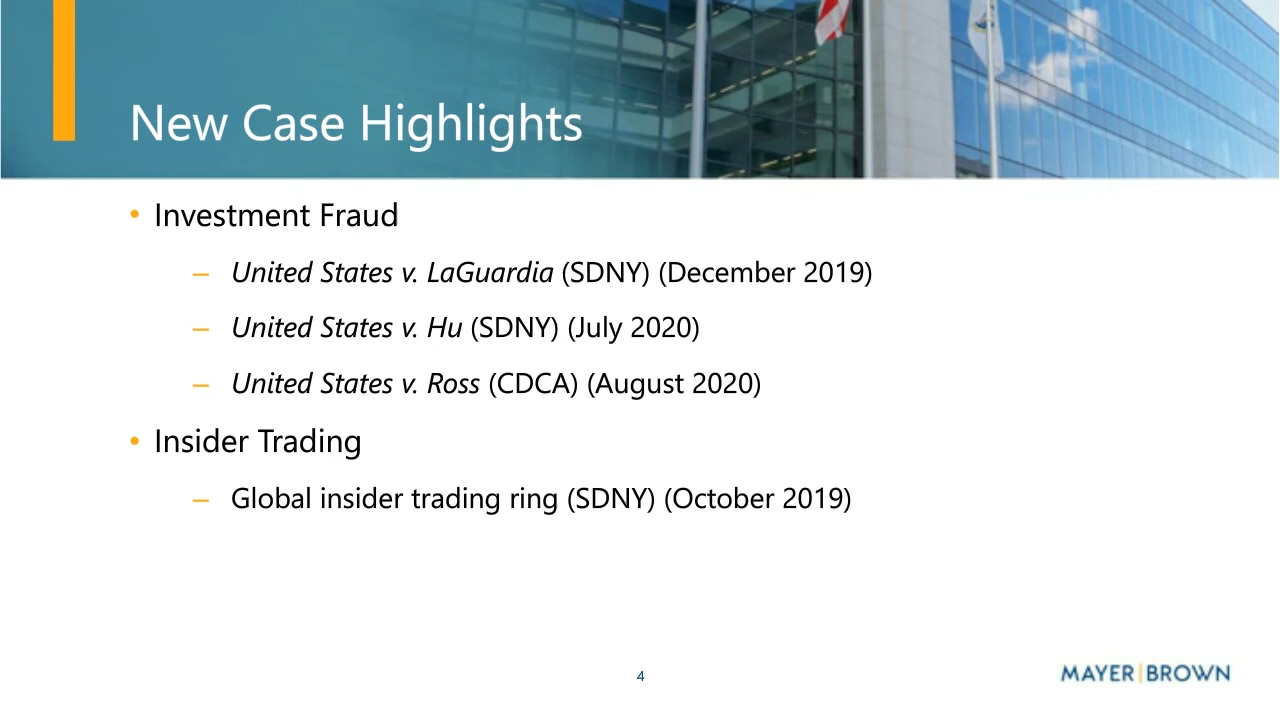 New Case Highlights
• Investment Fraud
– United States v. LaGuardia (SDNY) (December 2019)
– United States v. Hu (SDNY) (July 2020)
– United States v. Ross (CDCA) (August 2020)
• Insider Trading
– Global insider trading ring (SDNY) (October 2019)
4
MAYER|BROWN